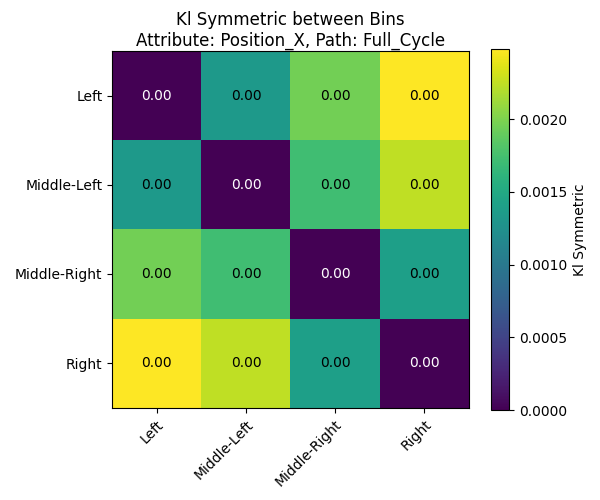 Kl Symmetric between Bins
Attribute: Position_X, Path: Full_Cycle
Left
0.00 0.00 0.00 0.00
Middle-Left
0.00 0.00 0.00 0.00
Middle-Right
0.00 0.00 0.00 0.00
Right
0.00 0.00 0.00 0.00
Left
Middle-Left
Middle-Right
Right
0.0020
0.0015
0.0010
0.0005
0.0000
Kl Symmetric